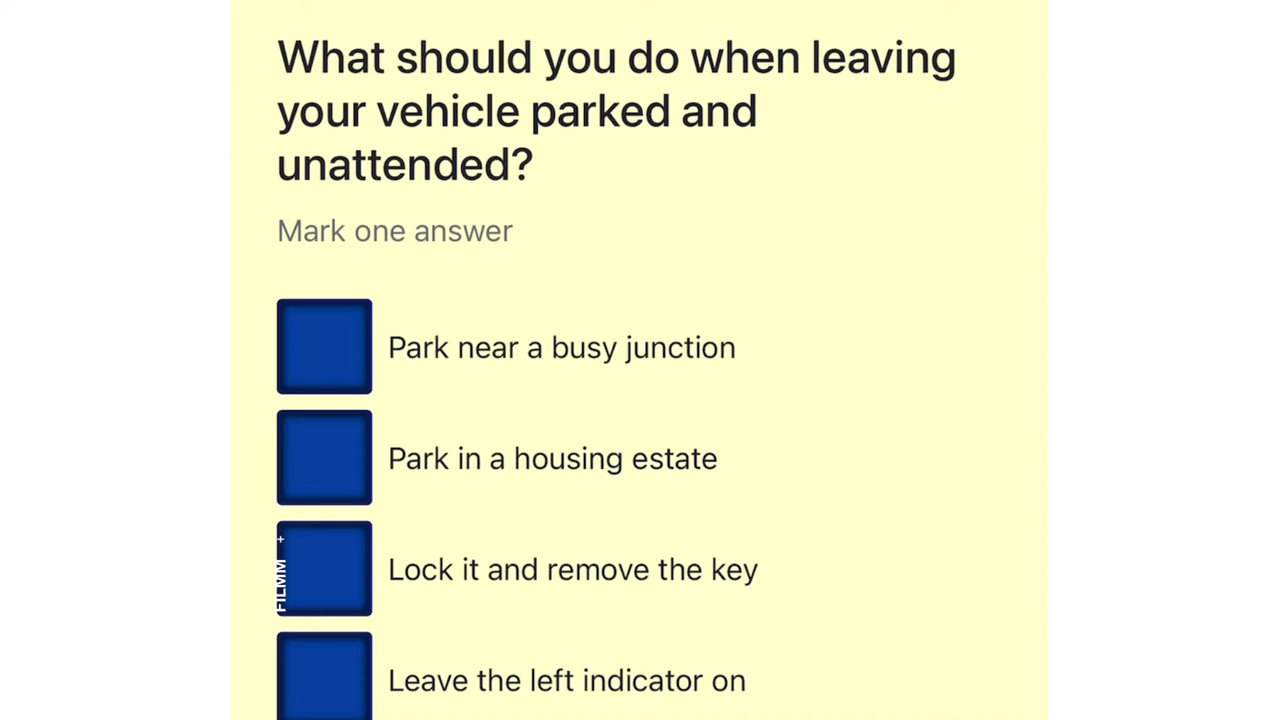 What should you do when leaving
your vehicle parked and
unattended?
Mark one answer
Park near a busy junction
Park in a housing estate
Lock it and remove the key
FILMM +
Leave the left indicator on